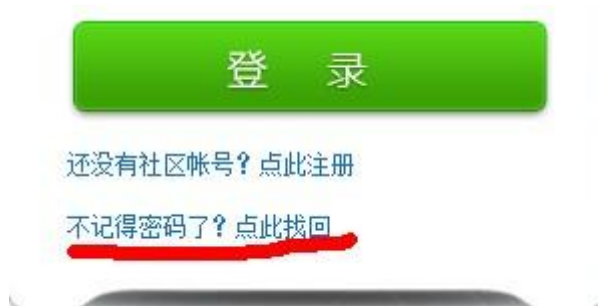 登 录
还没有社区帐号？点此注册
不记得密码了？点此找回